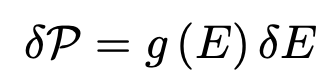 δ𝒫 = g (E) δE